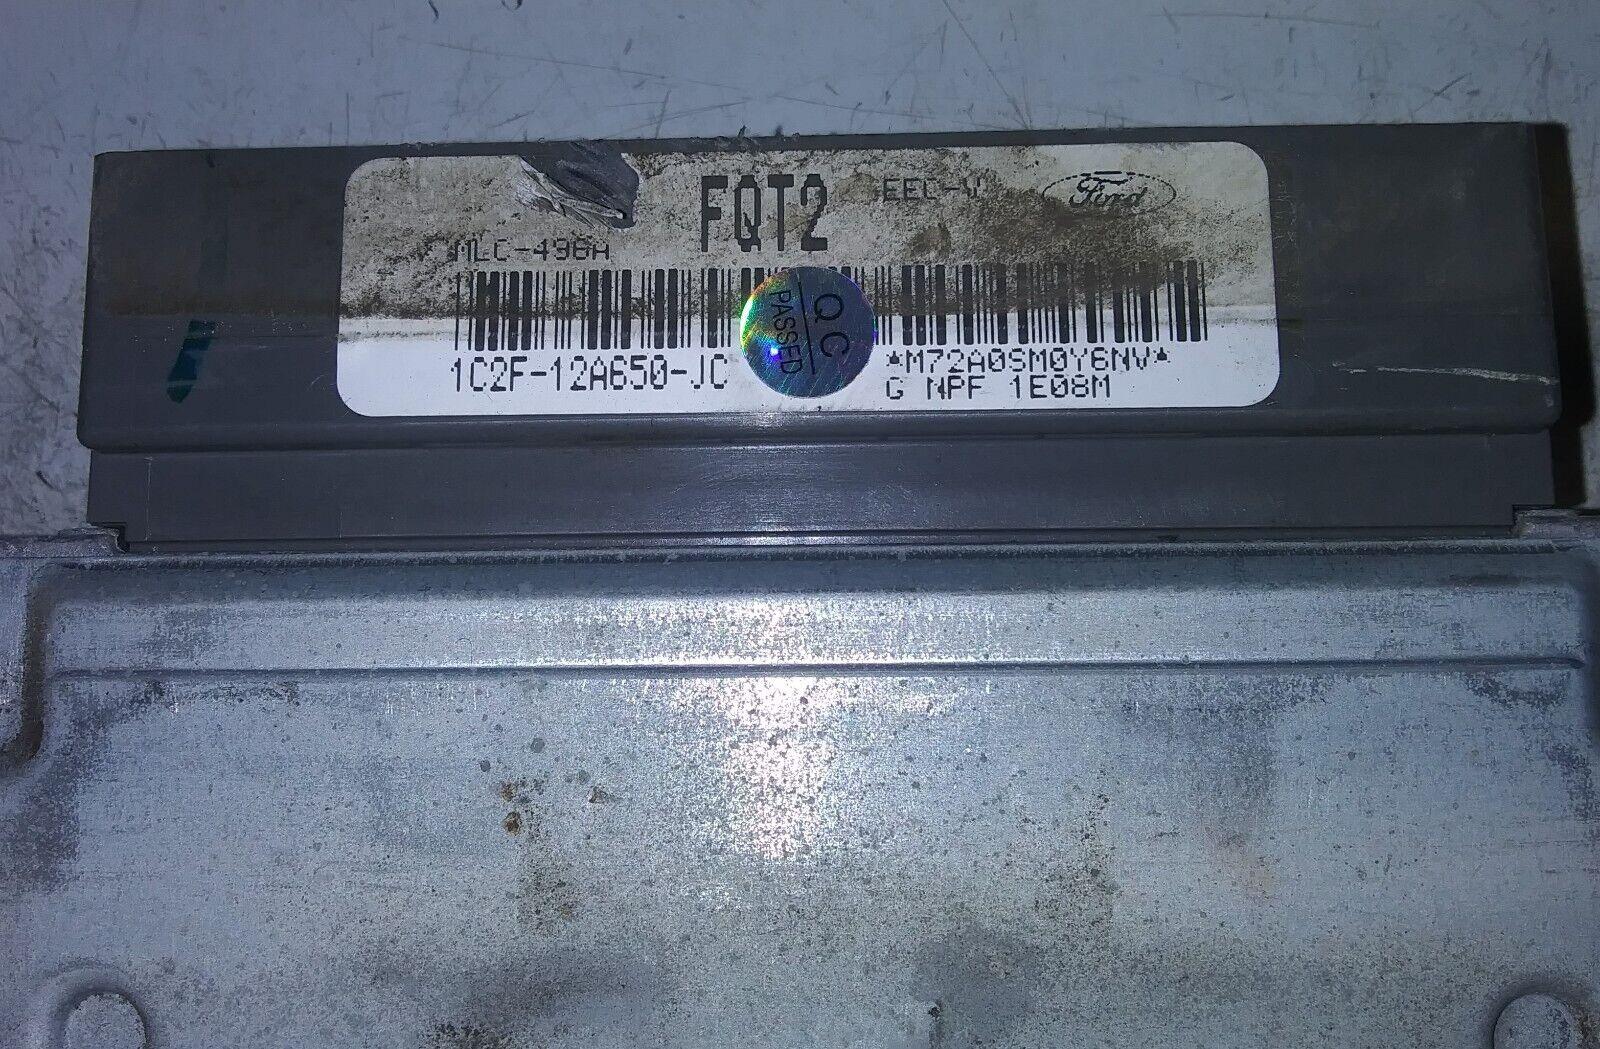 FQT2
EEC-V
Ford
MLC-496A
QC
PASSED
1C2F-12A650-JC
*M72A0SM0Y6NV*
G NPF 1E08M